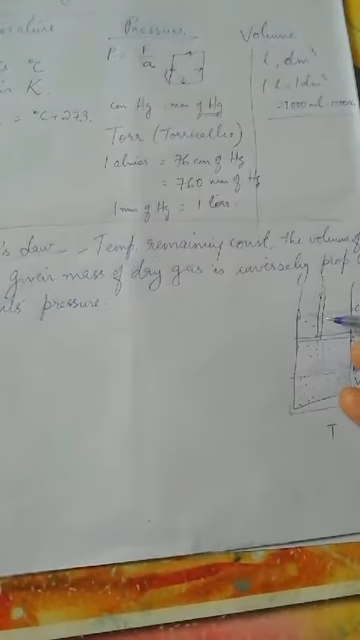 Pressure
Volume
°C
P = F/a
l, dm³
K.
1 l = 1 dm³
= °C + 273.
cm Hg mm of Hg
= 1000 ml
Torr
1 atmos = 76 cm of Hg
= 760 mm of Hg
1 mm of Hg = 1 torr.
's Law - Temp. remaining const. the volume of
given mass of dry gas is inversely prop
its pressure.
T